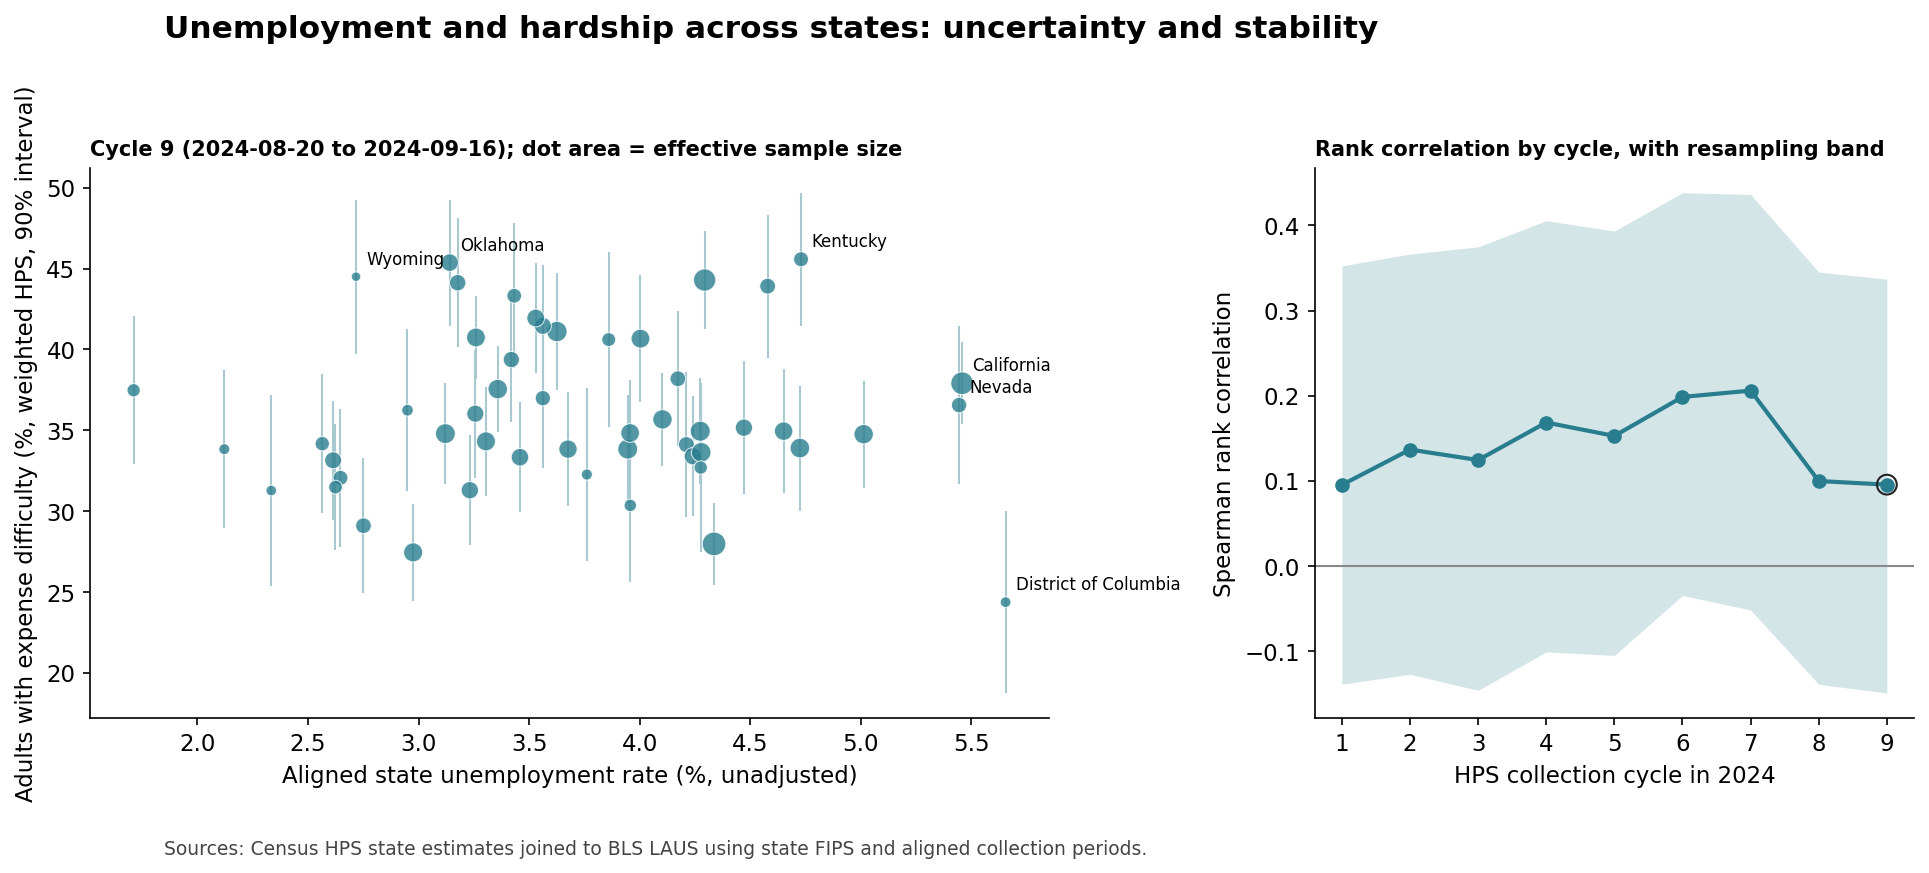 Unemployment and hardship across states: uncertainty and stability
Cycle 9 (2024-08-20 to 2024-09-16); dot area = effective sample size
Adults with expense difficulty (%, weighted HPS, 90% interval)
50
45
40
35
30
25
20
Wyoming
Oklahoma
Kentucky
California
Nevada
District of Columbia
2.0 2.5 3.0 3.5 4.0 4.5 5.0 5.5
Aligned state unemployment rate (%, unadjusted)
Rank correlation by cycle, with resampling band
Spearman rank correlation
0.4
0.3
0.2
0.1
0.0
−0.1
1 2 3 4 5 6 7 8 9
HPS collection cycle in 2024
Sources: Census HPS state estimates joined to BLS LAUS using state FIPS and aligned collection periods.